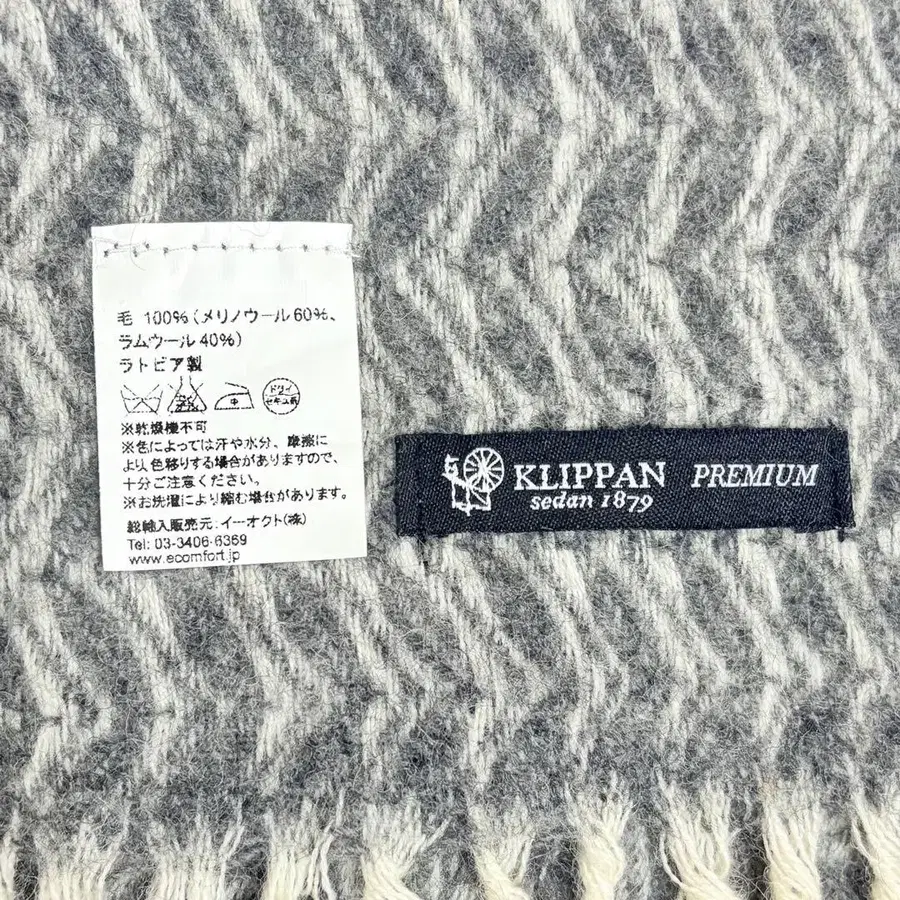 毛 100% (メリノウール 60%、
ラムウール 40%)
ラトビア製
中
ドライ
セキユ系
※乾燥機不可
※色によっては汗や水分、摩擦に
より、色移りする場合がありますので、
十分ご注意ください。
※お洗濯により縮む場合があります。
総輸入販売元: イーオクト(株)
Tel: 03-3406-6369
www.ecomfort.jp
KLIPPAN PREMIUM
sedan 1879